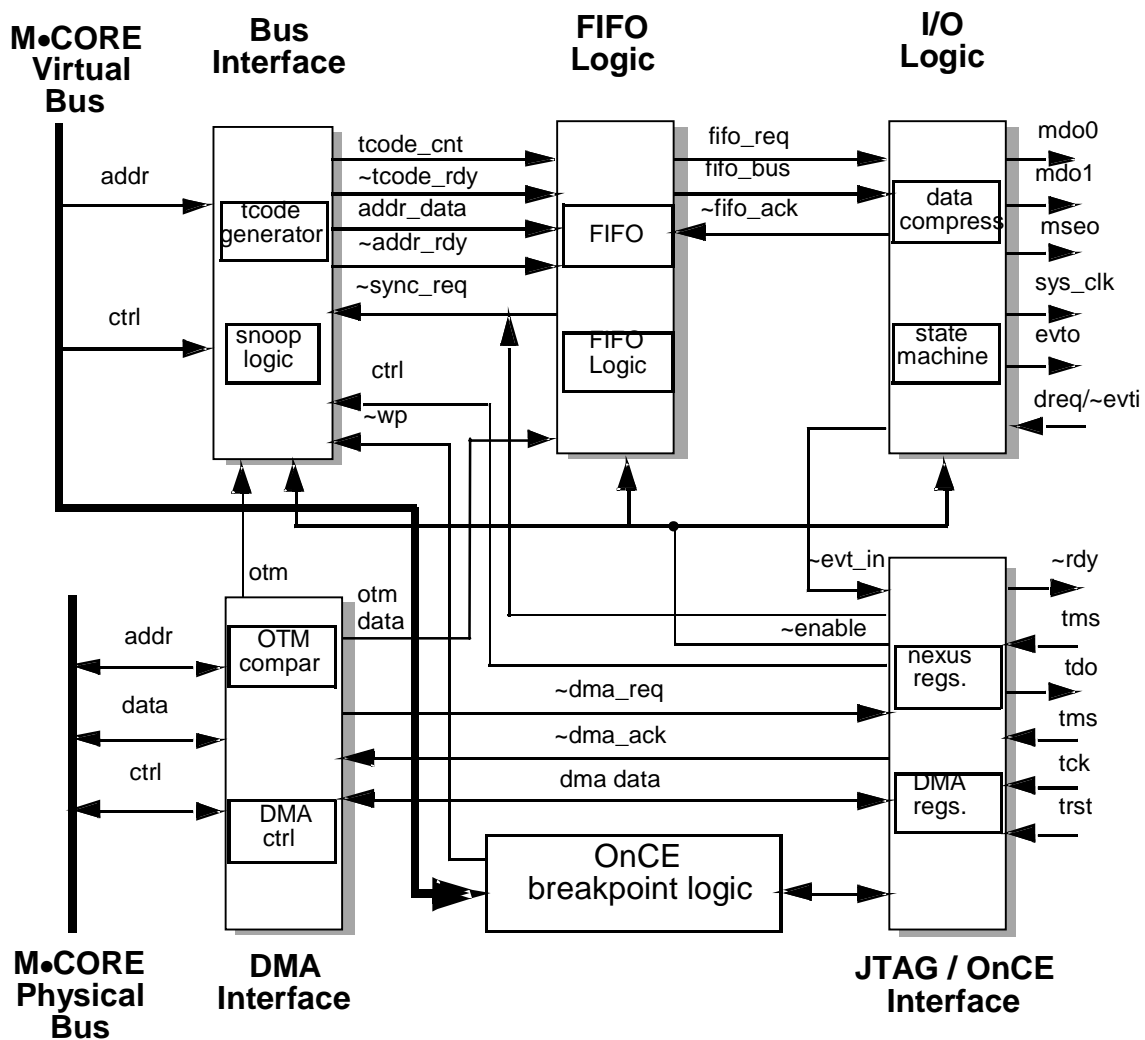 M•CORE
Virtual
Bus
Bus
Interface
FIFO
Logic
I/O
Logic
addr
ctrl
tcode
generator
snoop
logic
tcode_cnt
~tcode_rdy
addr_data
~addr_rdy
~sync_req
ctrl
~wp
FIFO
FIFO
Logic
fifo_req
fifo_bus
~fifo_ack
data
compress
state
machine
mdo0
mdo1
mseo
sys_clk
evto
dreq/~evti
otm
otm
data
~evt_in
~enable
~rdy
tms
tdo
tms
tck
trst
addr
data
ctrl
OTM
compar
DMA
ctrl
~dma_req
~dma_ack
dma data
nexus
regs.
DMA
regs.
OnCE
breakpoint logic
M•CORE
Physical
Bus
DMA
Interface
JTAG / OnCE
Interface